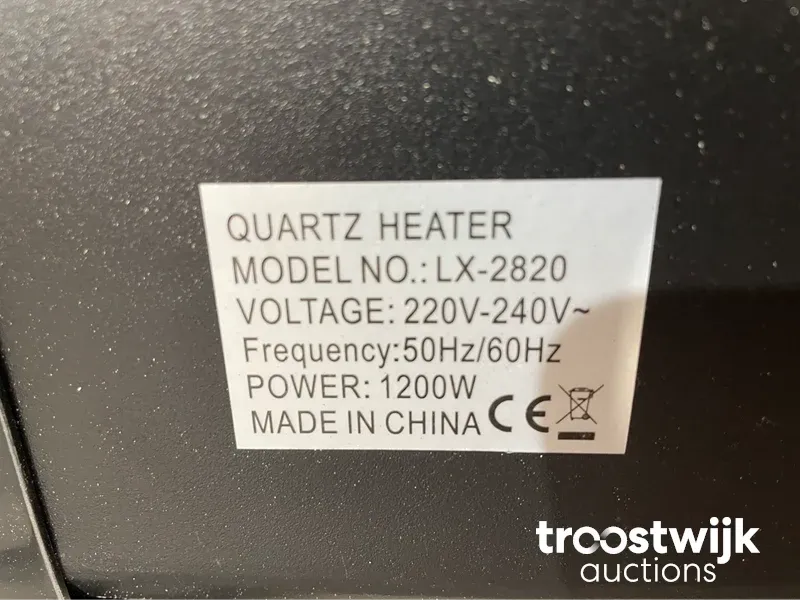 QUARTZ HEATER
MODEL NO.: LX-2820
VOLTAGE: 220V-240V~
Frequency:50Hz/60Hz
POWER: 1200W
MADE IN CHINA CE
troostwijk
auctions